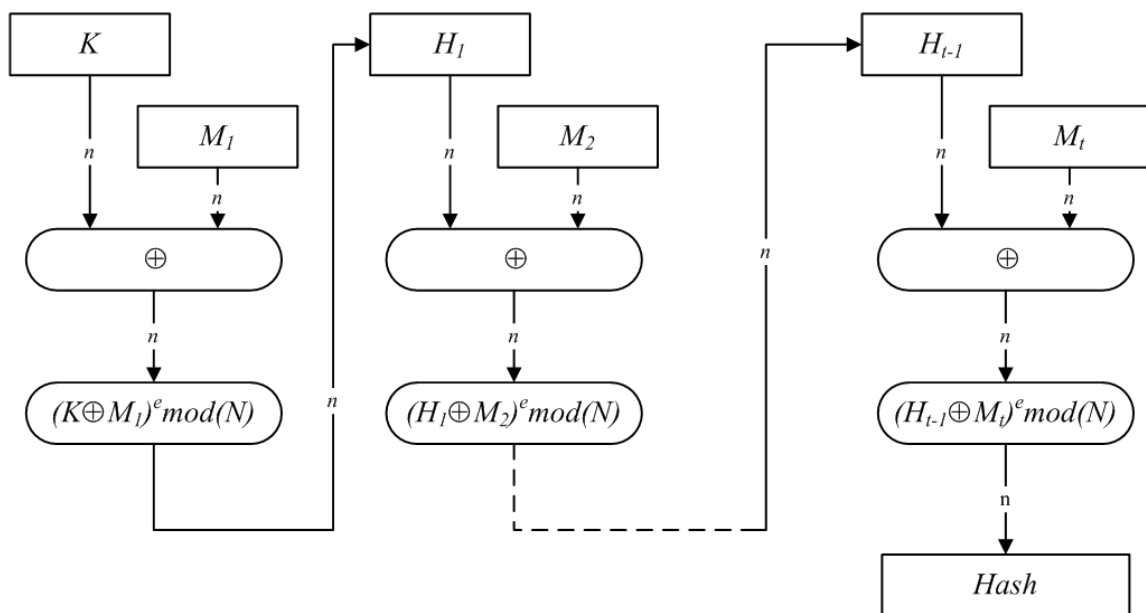 K
H₁
Hₜ₋₁
M₁
M₂
Mₜ
n
n
n
n
n
n
⊕
⊕
⊕
n
n
n
n
n
(K⊕M₁)ᵉmod(N)
(H₁⊕M₂)ᵉmod(N)
(Hₜ₋₁⊕Mₜ)ᵉmod(N)
n
Hash